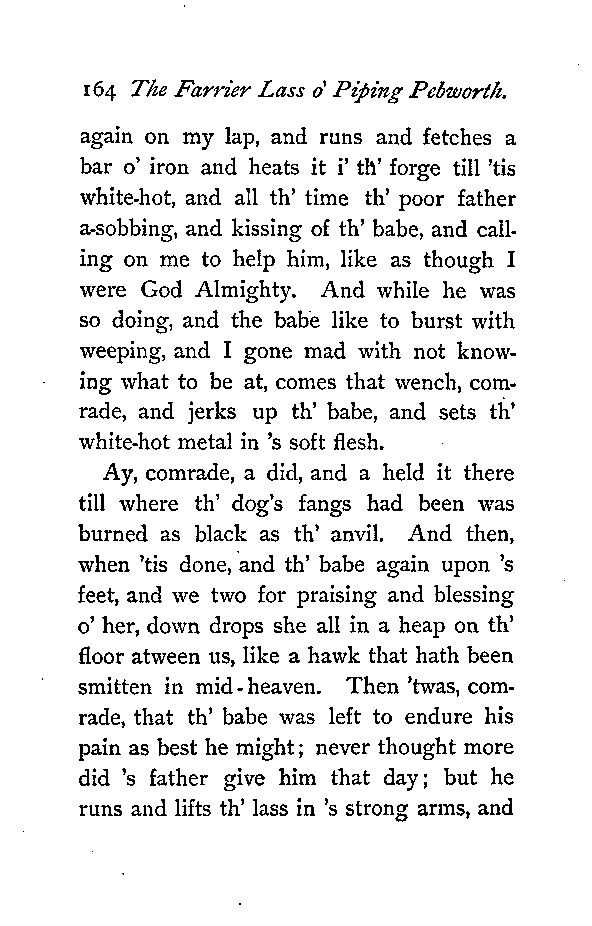 164 The Farrier Lass o' Piping Pebworth.
again on my lap, and runs and fetches a
bar o' iron and heats it i' th' forge till 'tis
white-hot, and all th' time th' poor father
a-sobbing, and kissing of th' babe, and call-
ing on me to help him, like as though I
were God Almighty. And while he was
so doing, and the babe like to burst with
weeping, and I gone mad with not know-
ing what to be at, comes that wench, com-
rade, and jerks up th' babe, and sets th'
white-hot metal in 's soft flesh.
Ay, comrade, a did, and a held it there
till where th' dog's fangs had been was
burned as black as th' anvil. And then,
when 'tis done, and th' babe again upon 's
feet, and we two for praising and blessing
o' her, down drops she all in a heap on th'
floor atween us, like a hawk that hath been
smitten in mid-heaven. Then 'twas, com-
rade, that th' babe was left to endure his
pain as best he might; never thought more
did 's father give him that day; but he
runs and lifts th' lass in 's strong arms, and